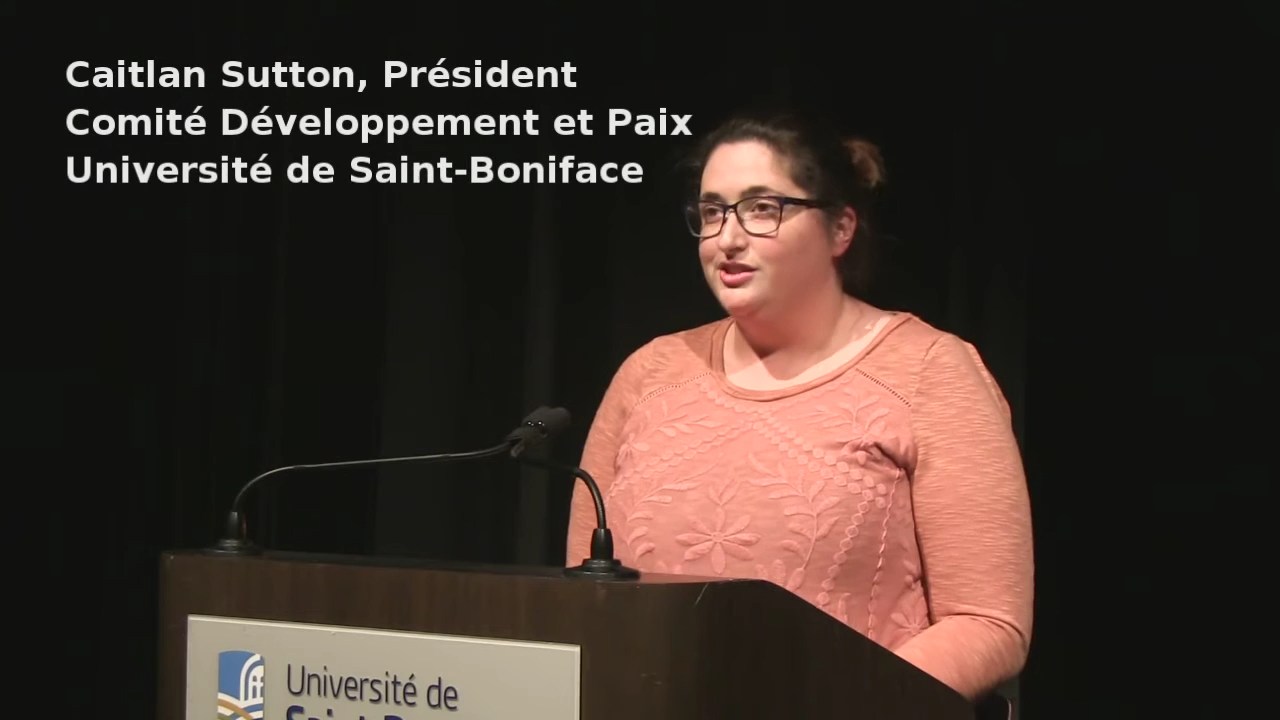 Caitlan Sutton, Président
Comité Développement et Paix
Université de Saint-Boniface
Université de